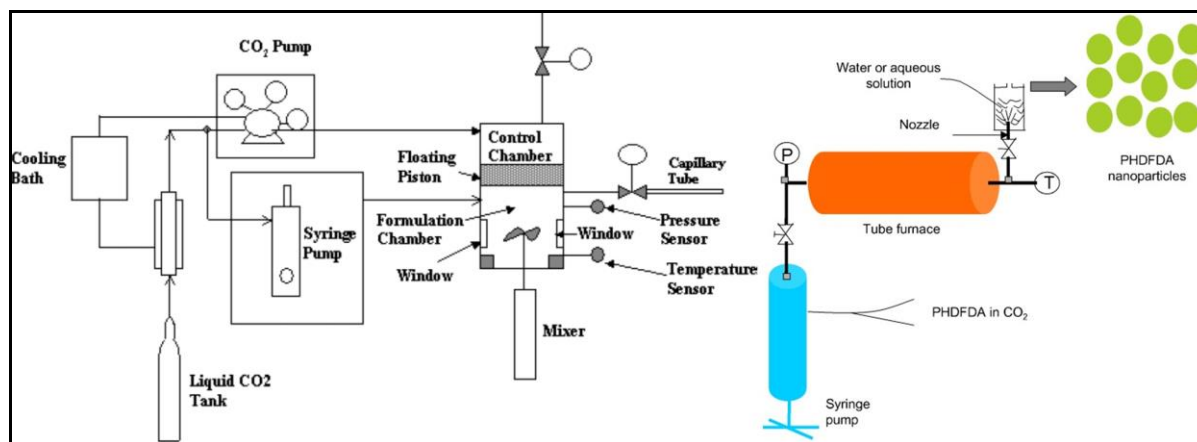 CO₂ Pump
Cooling
Bath
Syringe
Pump
Liquid CO2
Tank
Control
Chamber
Floating
Piston
Formulation
Chamber
Window
Capillary
Tube
Window
Pressure
Sensor
Temperature
Sensor
Mixer
Water or aqueous
solution
Nozzle
P
T
Tube furnace
PHDFDA
nanoparticles
PHDFDA in CO₂
Syringe
pump